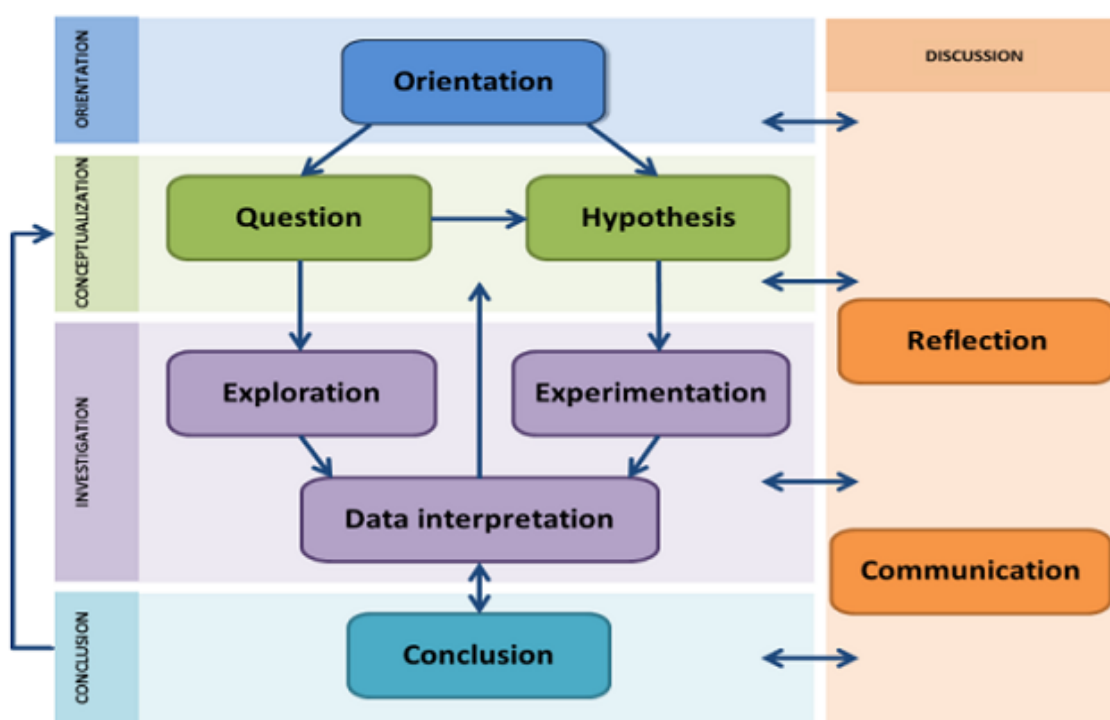 ORIENTATION
Orientation
DISCUSSION
CONCEPTUALIZATION
Question
Hypothesis
Reflection
INVESTIGATION
Exploration
Experimentation
Data interpretation
Communication
CONCLUSION
Conclusion